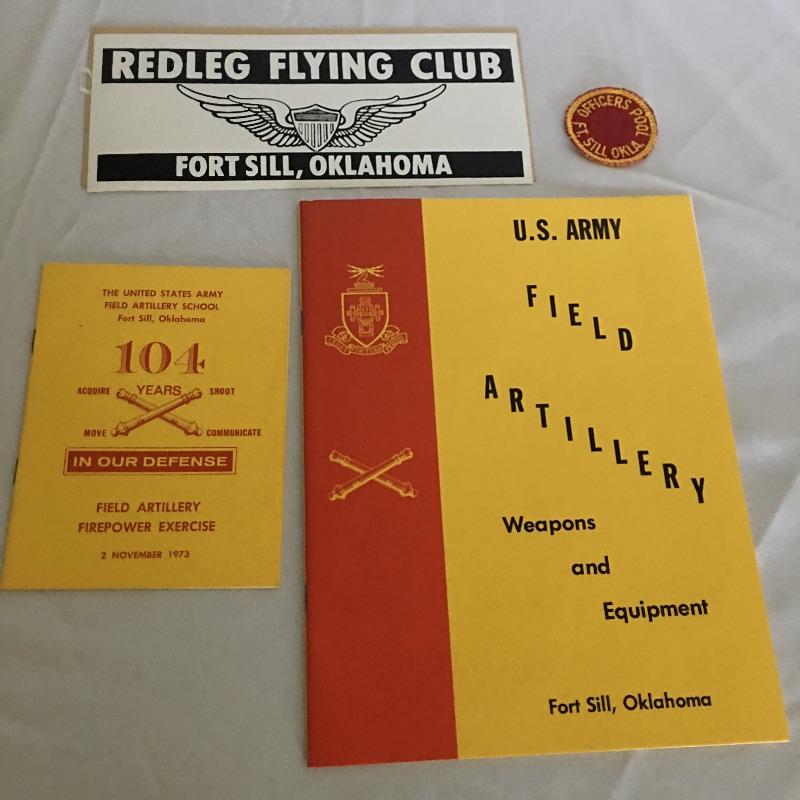 REDLEG FLYING CLUB
FORT SILL, OKLAHOMA
OFFICERS POOL
FT. SILL OKLA.
THE UNITED STATES ARMY
FIELD ARTILLERY SCHOOL
Fort Sill, Oklahoma
104
YEARS
ACQUIRE SHOOT
MOVE COMMUNICATE
IN OUR DEFENSE
FIELD ARTILLERY
FIREPOWER EXERCISE
2 NOVEMBER 1973
U.S. ARMY
FIELD
ARTILLERY
Weapons
and
Equipment
Fort Sill, Oklahoma